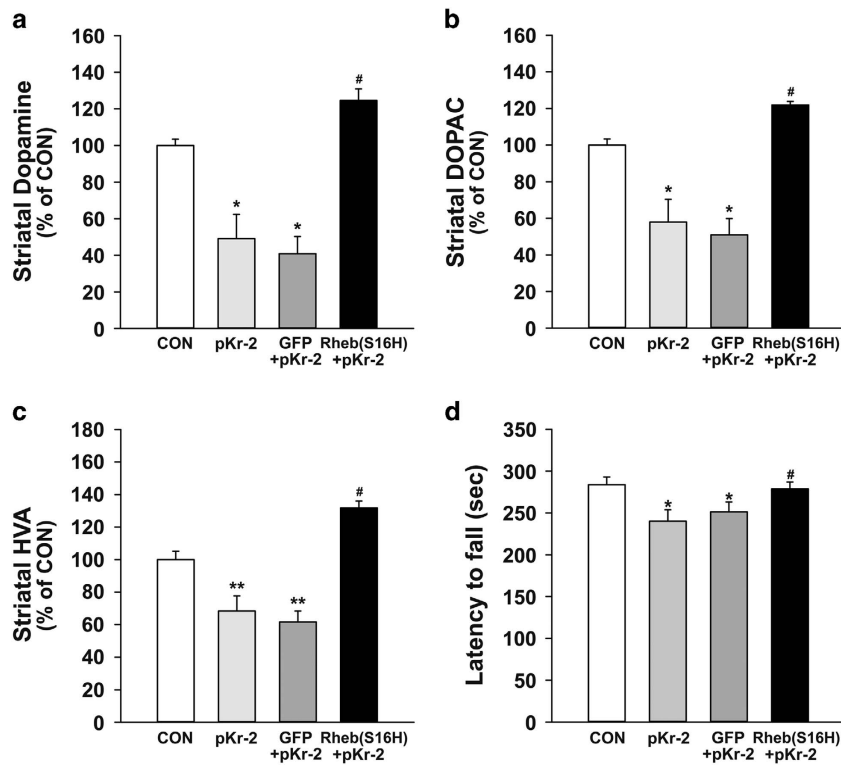 a
Striatal Dopamine
(% of CON)
160
140
120
100
80
60
40
20
0
*
*
#
CON
pKr-2
GFP
+pKr-2
Rheb(S16H)
+pKr-2
b
Striatal DOPAC
(% of CON)
160
140
120
100
80
60
40
20
0
*
*
#
CON
pKr-2
GFP
+pKr-2
Rheb(S16H)
+pKr-2
c
Striatal HVA
(% of CON)
180
160
140
120
100
80
60
40
20
0
**
**
#
CON
pKr-2
GFP
+pKr-2
Rheb(S16H)
+pKr-2
d
Latency to fall (sec)
350
300
250
200
150
100
50
0
*
*
#
CON
pKr-2
GFP
+pKr-2
Rheb(S16H)
+pKr-2